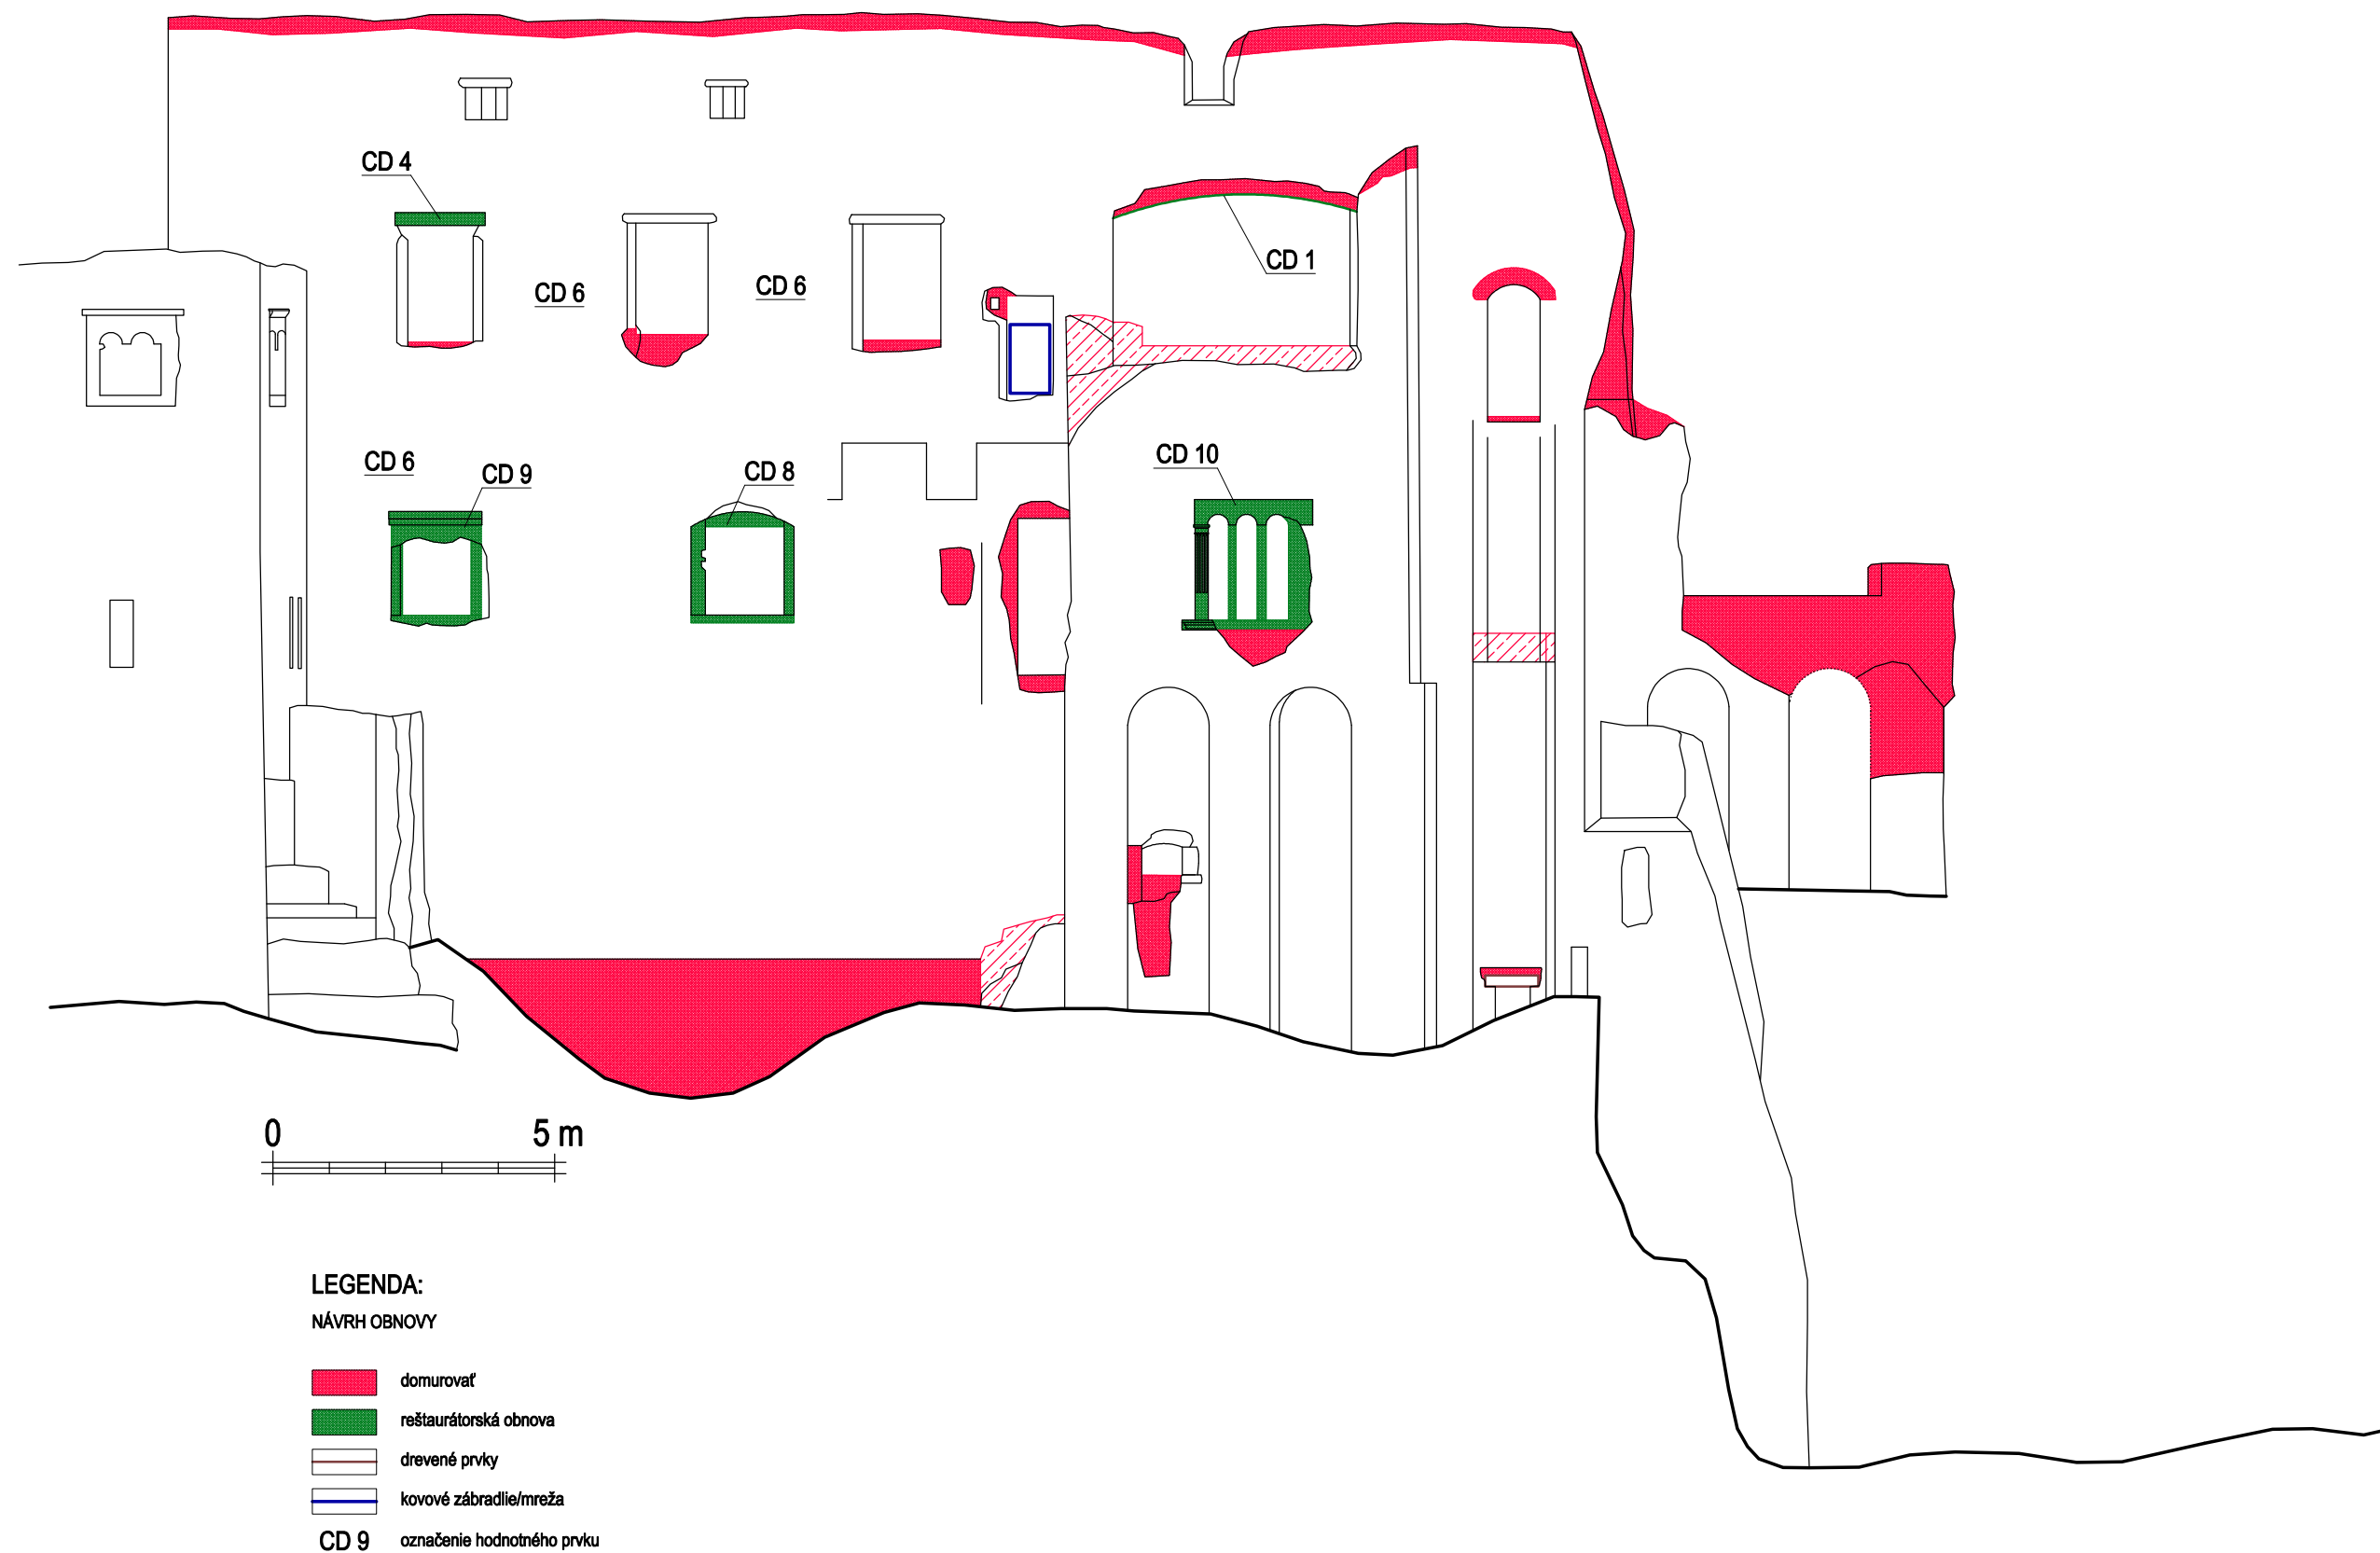 CD 4
CD 1
CD 6
CD 6
CD 10
CD 6
CD 9
CD 8
0
5 m
LEGENDA:
NÁVRH OBNOVY
domurovať
reštaurátorská obnova
drevené prvky
kovové zábradlie/mreža
CD 9 označenie hodnotného prvku